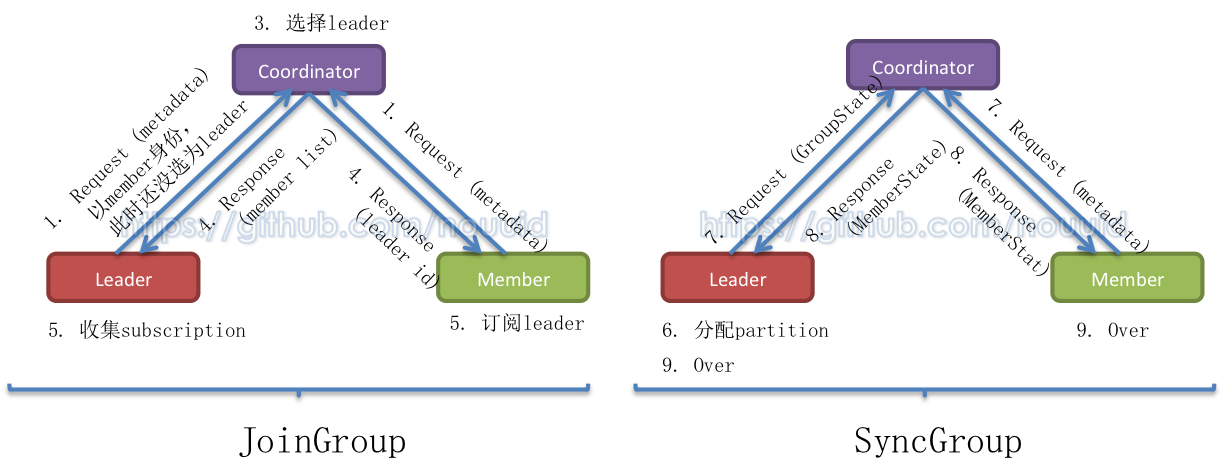 3. 选择leader
Coordinator
1. Request (metadata)
以member身份,
此时还没选为leader
4. Response
(member list)
1. Request (metadata)
4. Response
(leader id)
Leader
Member
5. 收集subscription
5. 订阅leader
JoinGroup
Coordinator
7. Request (GroupState)
8. Response
(MemberState)
7. Request (metadata)
8. Response
(MemberStat)
Leader
Member
6. 分配partition
9. Over
9. Over
SyncGroup
https://github.com/nouuid
https://github.com/nouuid